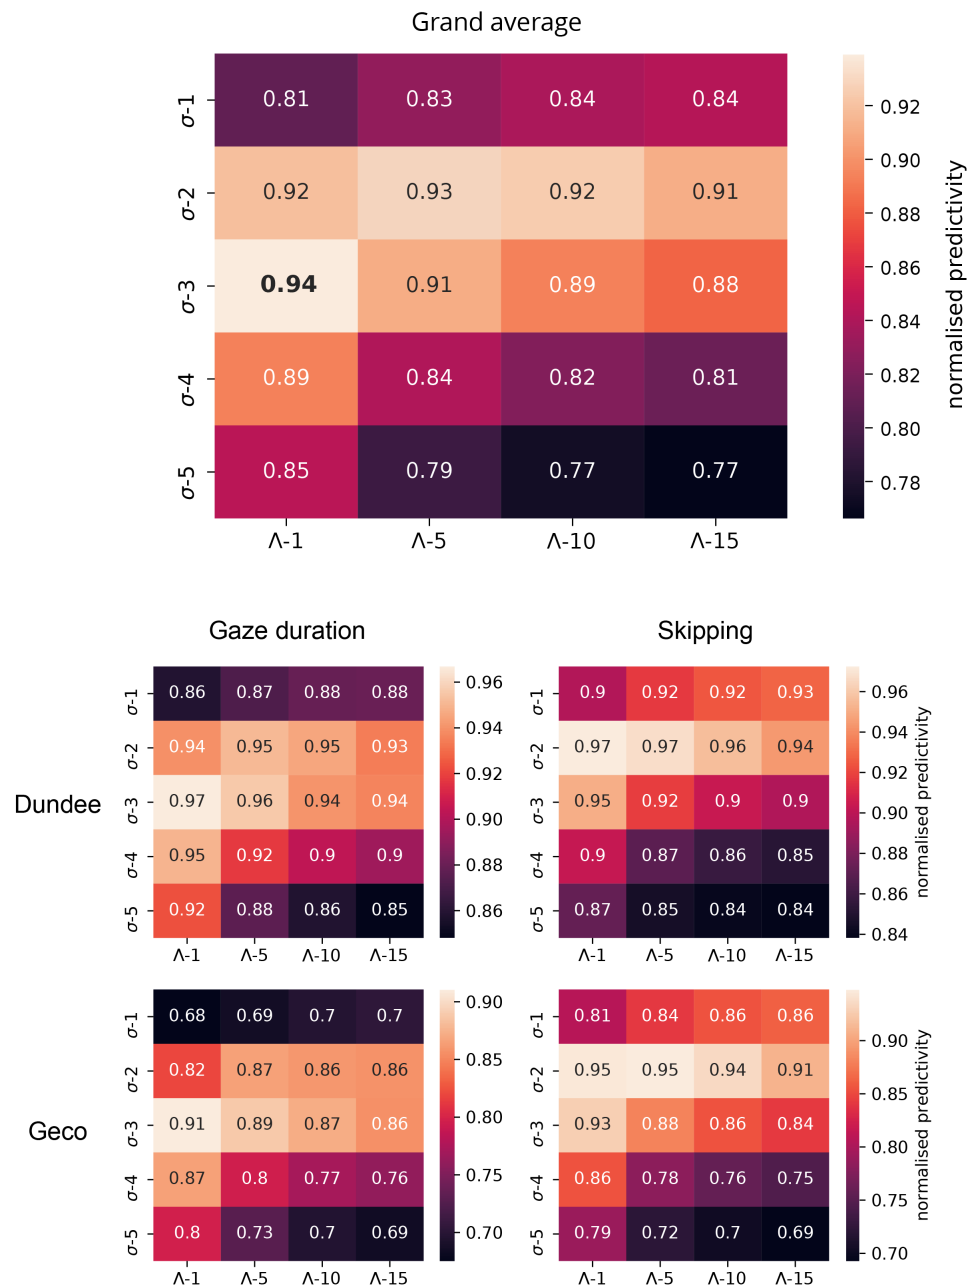 Grand average
σ-1 0.81 0.83 0.84 0.84
σ-2 0.92 0.93 0.92 0.91
σ-3 0.94 0.91 0.89 0.88
σ-4 0.89 0.84 0.82 0.81
σ-5 0.85 0.79 0.77 0.77
Λ-1 Λ-5 Λ-10 Λ-15
0.92
0.90
0.88
0.86
0.84
0.82
0.80
0.78
normalised predictivity
Gaze duration
Skipping
Dundee
σ-1 0.86 0.87 0.88 0.88
σ-2 0.94 0.95 0.95 0.93
σ-3 0.97 0.96 0.94 0.94
σ-4 0.95 0.92 0.9 0.9
σ-5 0.92 0.88 0.86 0.85
Λ-1 Λ-5 Λ-10 Λ-15
0.96
0.94
0.92
0.90
0.88
0.86
σ-1 0.9 0.92 0.92 0.93
σ-2 0.97 0.97 0.96 0.94
σ-3 0.95 0.92 0.9 0.9
σ-4 0.9 0.87 0.86 0.85
σ-5 0.87 0.85 0.84 0.84
Λ-1 Λ-5 Λ-10 Λ-15
0.96
0.94
0.92
0.90
0.88
0.86
0.84
normalised predictivity
Geco
σ-1 0.68 0.69 0.7 0.7
σ-2 0.82 0.87 0.86 0.86
σ-3 0.91 0.89 0.87 0.86
σ-4 0.87 0.8 0.77 0.76
σ-5 0.8 0.73 0.7 0.69
Λ-1 Λ-5 Λ-10 Λ-15
0.90
0.85
0.80
0.75
0.70
σ-1 0.81 0.84 0.86 0.86
σ-2 0.95 0.95 0.94 0.91
σ-3 0.93 0.88 0.86 0.84
σ-4 0.86 0.78 0.76 0.75
σ-5 0.79 0.72 0.7 0.69
Λ-1 Λ-5 Λ-10 Λ-15
0.90
0.85
0.80
0.75
0.70
normalised predictivity